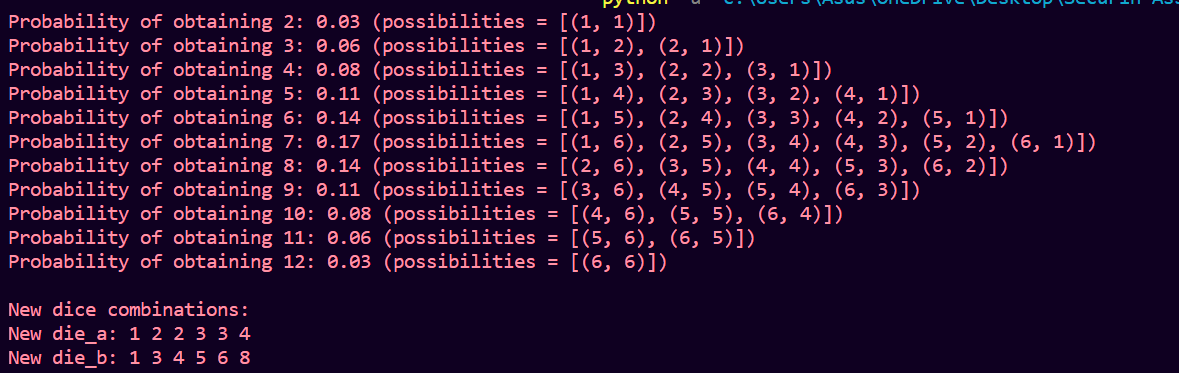 python -u "C:\Users\Asus\OneDrive\Desktop\Securin Ass
Probability of obtaining 2: 0.03 (possibilities = [(1, 1)])
Probability of obtaining 3: 0.06 (possibilities = [(1, 2), (2, 1)])
Probability of obtaining 4: 0.08 (possibilities = [(1, 3), (2, 2), (3, 1)])
Probability of obtaining 5: 0.11 (possibilities = [(1, 4), (2, 3), (3, 2), (4, 1)])
Probability of obtaining 6: 0.14 (possibilities = [(1, 5), (2, 4), (3, 3), (4, 2), (5, 1)])
Probability of obtaining 7: 0.17 (possibilities = [(1, 6), (2, 5), (3, 4), (4, 3), (5, 2), (6, 1)])
Probability of obtaining 8: 0.14 (possibilities = [(2, 6), (3, 5), (4, 4), (5, 3), (6, 2)])
Probability of obtaining 9: 0.11 (possibilities = [(3, 6), (4, 5), (5, 4), (6, 3)])
Probability of obtaining 10: 0.08 (possibilities = [(4, 6), (5, 5), (6, 4)])
Probability of obtaining 11: 0.06 (possibilities = [(5, 6), (6, 5)])
Probability of obtaining 12: 0.03 (possibilities = [(6, 6)])
New dice combinations:
New die_a: 1 2 2 3 3 4
New die_b: 1 3 4 5 6 8